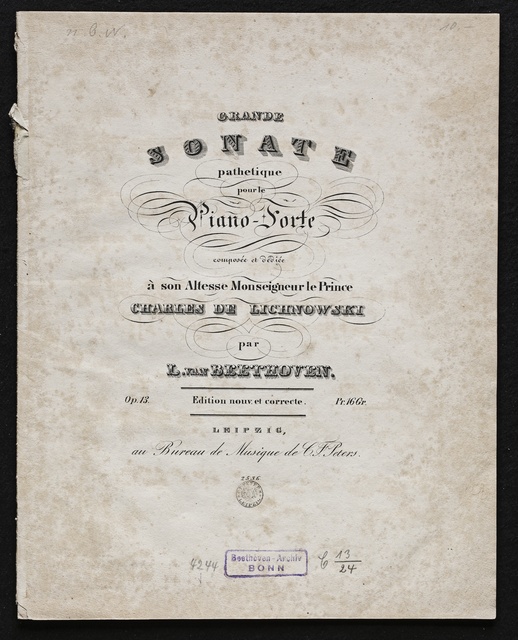 n. B. W.
10.-
GRANDE
SONATE
pathetique
pour le
Piano-Forte
composée et dédiée
à son Altesse Monseigneur le Prince
CHARLES DE LICHNOWSKI
par
L. VAN BEETHOVEN.
Op. 13. Edition nouv. et correcte. Pr. 16 Gr.
LEIPZIG,
au Bureau de Musique de C. F. Peters.
2536
4244
Beethoven-Archiv
BONN
C 13/24